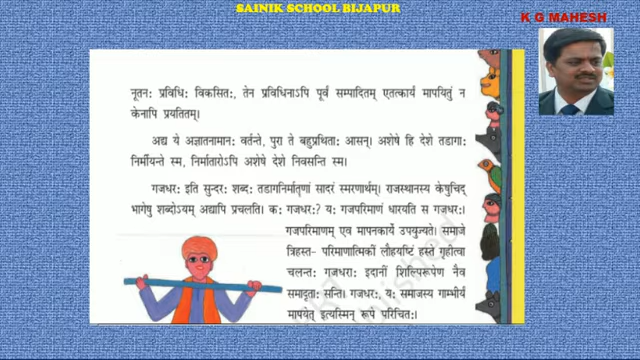 SAINIK SCHOOL BIJAPUR
K G MAHESH
नूतनः प्रविधिः विकसितः, तेन प्रविधिनाऽपि पूर्वं सम्पादितम् एतत्कार्यं मापयितुं न
केनापि प्रयतितम्।
अद्य ये अज्ञातनामानः वर्तन्ते, पुरा ते बहुप्रथिताः आसन्। अशेषे हि देशे तडागाः
निर्मीयन्ते स्म, निर्मातारोऽपि अशेषे देशे निवसन्ति स्म।
गजधरः इति सुन्दरः शब्दः तडागनिर्मातॄणां सादरं स्मरणार्थम्। राजस्थानस्य केषुचिद्
भागेषु शब्दोऽयम् अद्यापि प्रचलति। कः गजधरः? यः गजपरिमाणं धारयति स गजधरः।
गजपरिमाणम् एव मापनकार्ये उपयुज्यते। समाजे
त्रिहस्त- परिमाणात्मिकीं लौहयष्टिं हस्ते गृहीत्वा
चलन्तः गजधराः इदानीं शिल्पिरूपेण नैव
समादृताः सन्ति। गजधरः, यः समाजस्य गाम्भीर्यं
मापयेत् इत्यस्मिन् रूपे परिचितः।